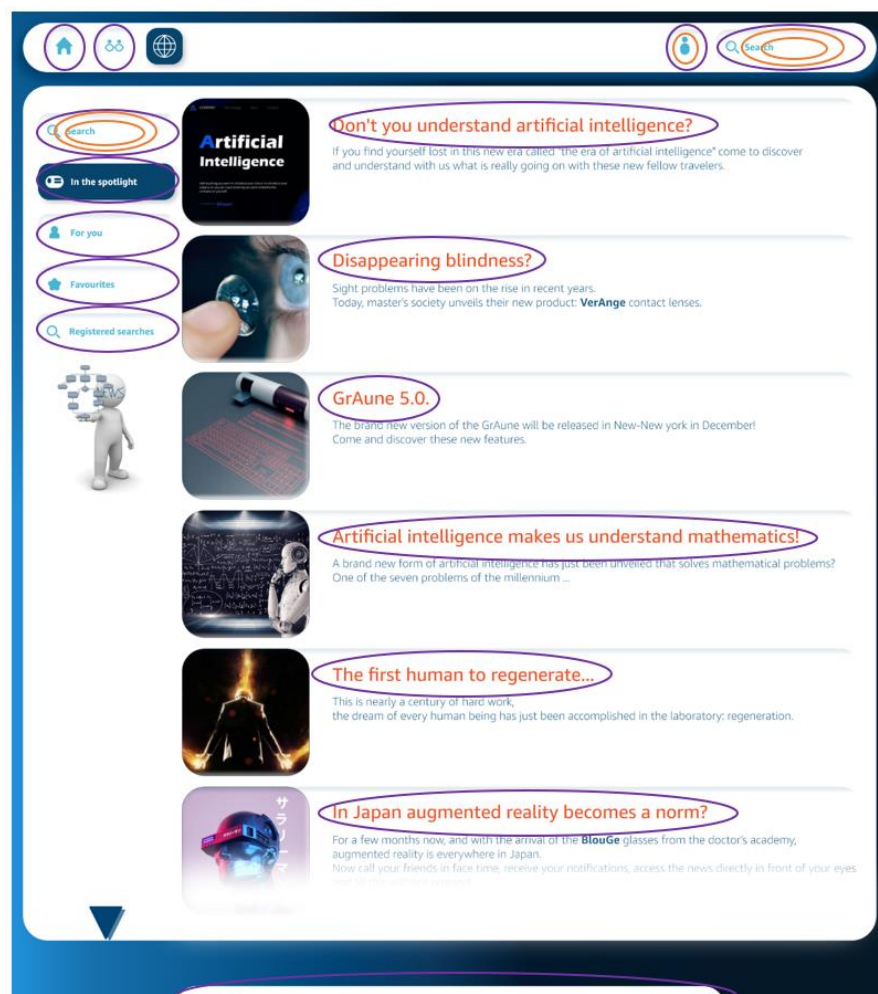 Search
Search
In the spotlight
For you
Favourites
Registered searches
NEWS
Artificial
Intelligence
Don't you understand artificial intelligence?
If you find yourself lost in this new era called "the era of artificial intelligence" come to discover
and understand with us what is really going on with these new fellow travelers.
Disappearing blindness?
Sight problems have been on the rise in recent years.
Today, master's society unveils their new product: VerAnge contact lenses.
GrAune 5.0.
The brand new version of the GrAune will be released in New-New york in December!
Come and discover these new features.
Artificial intelligence makes us understand mathematics!
A brand new form of artificial intelligence has just been unveiled that solves mathematical problems?
One of the seven problems of the millennium ...
The first human to regenerate...
This is nearly a century of hard work,
the dream of every human being has just been accomplished in the laboratory: regeneration.
サラリーマ
In Japan augmented reality becomes a norm?
For a few months now, and with the arrival of the BlouGe glasses from the doctor's academy,
augmented reality is everywhere in Japan.
Now call your friends in face time, receive your notifications, access the news directly in front of your eyes